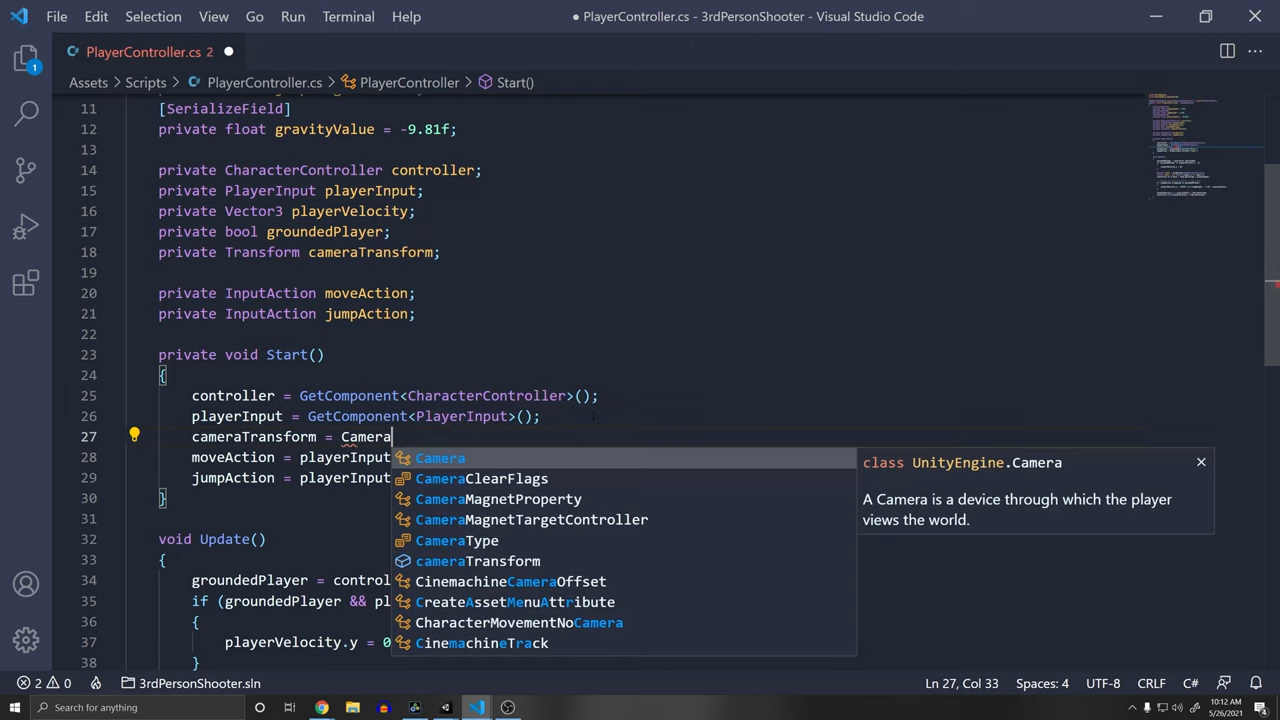 File Edit Selection View Go Run Terminal Help
● PlayerController.cs - 3rdPersonShooter - Visual Studio Code
PlayerController.cs 2 ●
Assets > Scripts > PlayerController.cs > PlayerController > Start()
1
11 [SerializeField]
12 private float gravityValue = -9.81f;
13
14 private CharacterController controller;
15 private PlayerInput playerInput;
16 private Vector3 playerVelocity;
17 private bool groundedPlayer;
18 private Transform cameraTransform;
19
20 private InputAction moveAction;
21 private InputAction jumpAction;
22
23 private void Start()
24 {
25 controller = GetComponent<CharacterController>();
26 playerInput = GetComponent<PlayerInput>();
27 cameraTransform = Camera
28 moveAction = playerInput
29 jumpAction = playerInput
30 }
31
32 void Update()
33 {
34 groundedPlayer = control
35 if (groundedPlayer && pl
36 {
37 playerVelocity.y = 0
38 }
Camera
CameraClearFlags
CameraMagnetProperty
CameraMagnetTargetController
CameraType
cameraTransform
CinemachineCameraOffset
CreateAssetMenuAttribute
CharacterMovementNoCamera
CinemachineTrack
class UnityEngine.Camera
A Camera is a device through which the player
views the world.
2 0 3rdPersonShooter.sln Ln 27, Col 33 Spaces: 4 UTF-8 CRLF C#
Search for anything
10:12 AM
5/26/2021
4